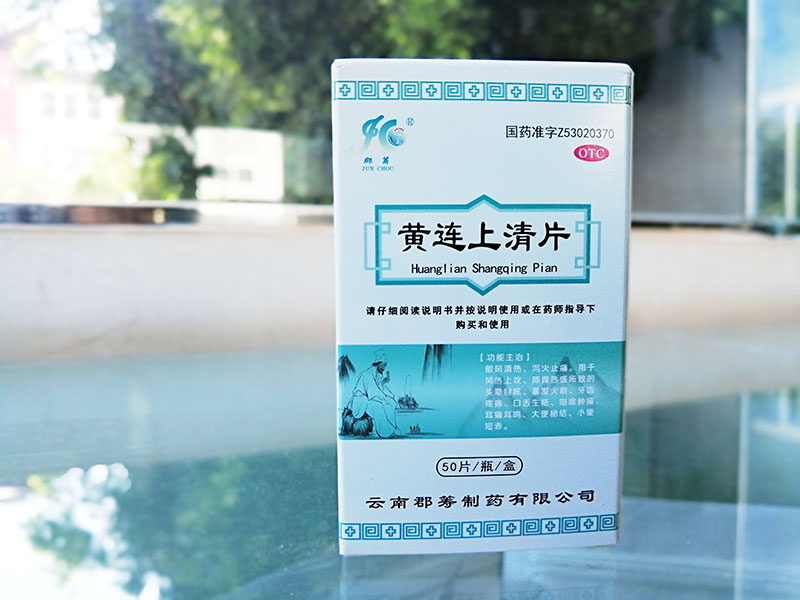 国药准字Z53020370
OTC
郡筹
JUN CHOU
黄连上清片
Huanglian Shangqing Pian
请仔细阅读说明书并按说明使用或在药师指导下
购买和使用
【功能主治】
散风清热，泻火止痛。用于
风热上攻、肺胃热盛所致的
头晕目眩、暴发火眼、牙齿
疼痛、口舌生疮、咽喉肿痛、
耳痛耳鸣、大便秘结、小便
短赤。
50片/瓶/盒
云南郡筹制药有限公司